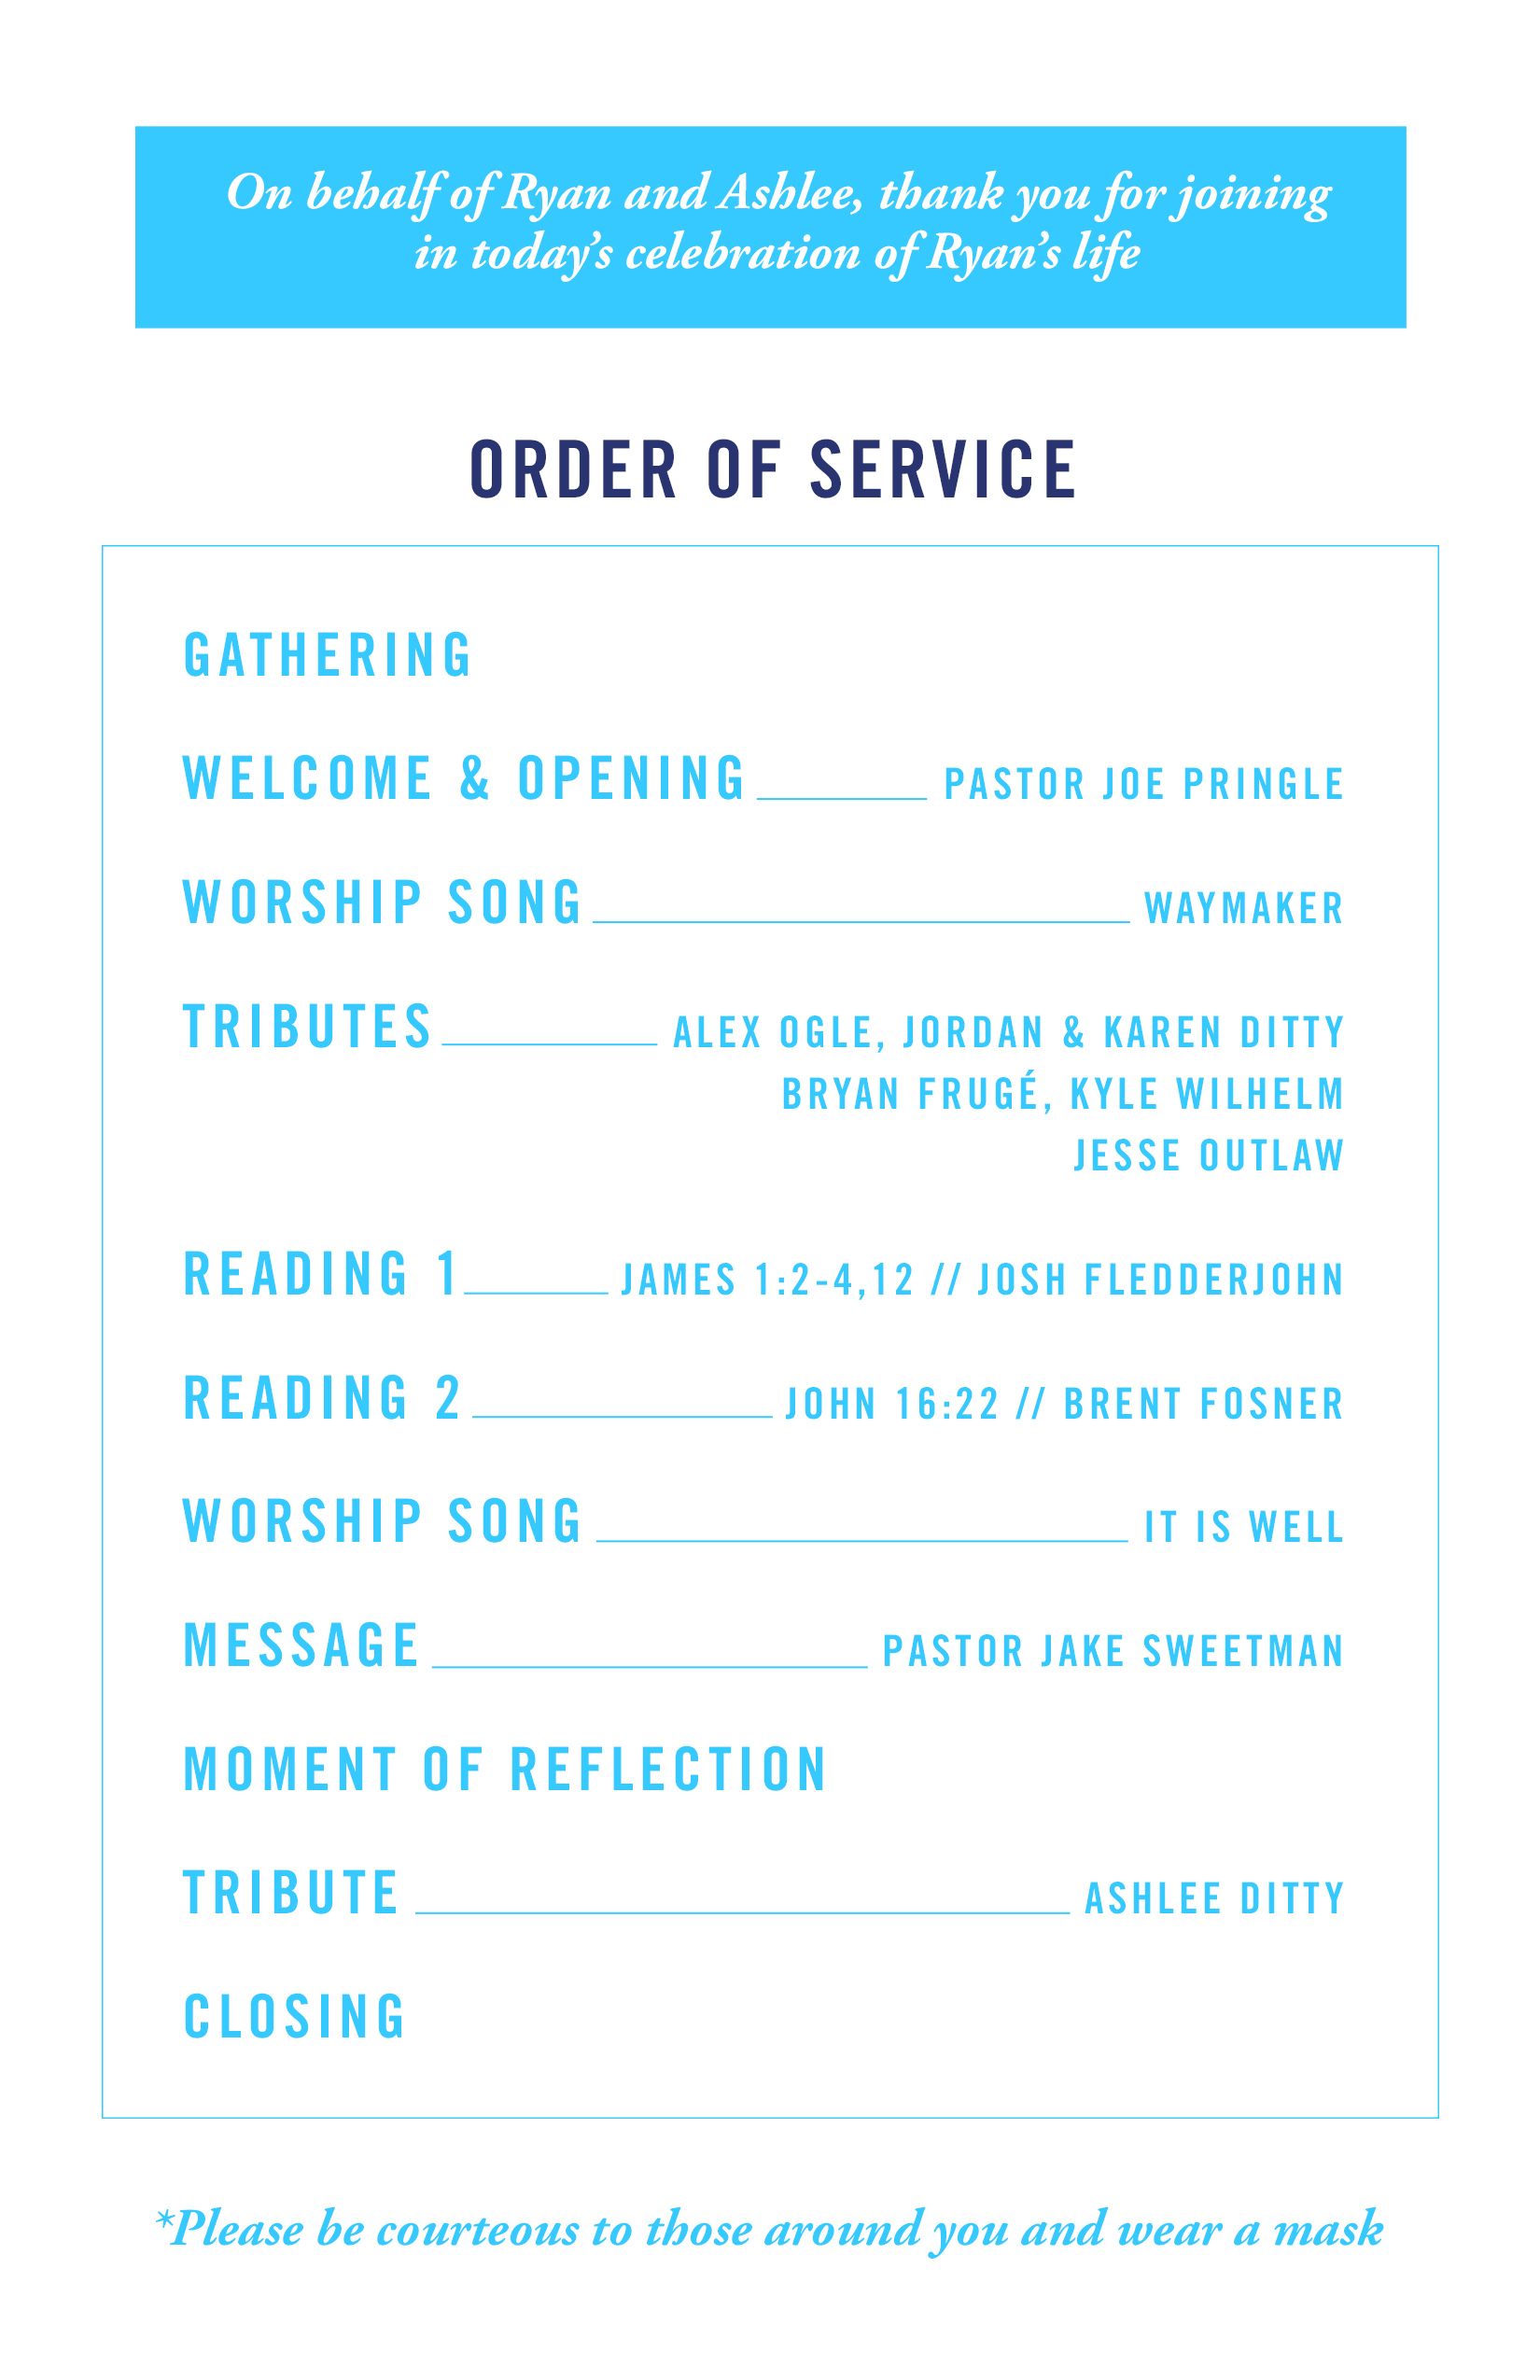 On behalf of Ryan and Ashlee, thank you for joining
in today’s celebration of Ryan’s life
ORDER OF SERVICE
GATHERING
WELCOME & OPENING PASTOR JOE PRINGLE
WORSHIP SONG WAYMAKER
TRIBUTES ALEX OGLE, JORDAN & KAREN DITTY
BRYAN FRUGÉ, KYLE WILHELM
JESSE OUTLAW
READING 1 JAMES 1:2-4,12 // JOSH FLEDDERJOHN
READING 2 JOHN 16:22 // BRENT FOSNER
WORSHIP SONG IT IS WELL
MESSAGE PASTOR JAKE SWEETMAN
MOMENT OF REFLECTION
TRIBUTE ASHLEE DITTY
CLOSING
*Please be courteous to those around you and wear a mask